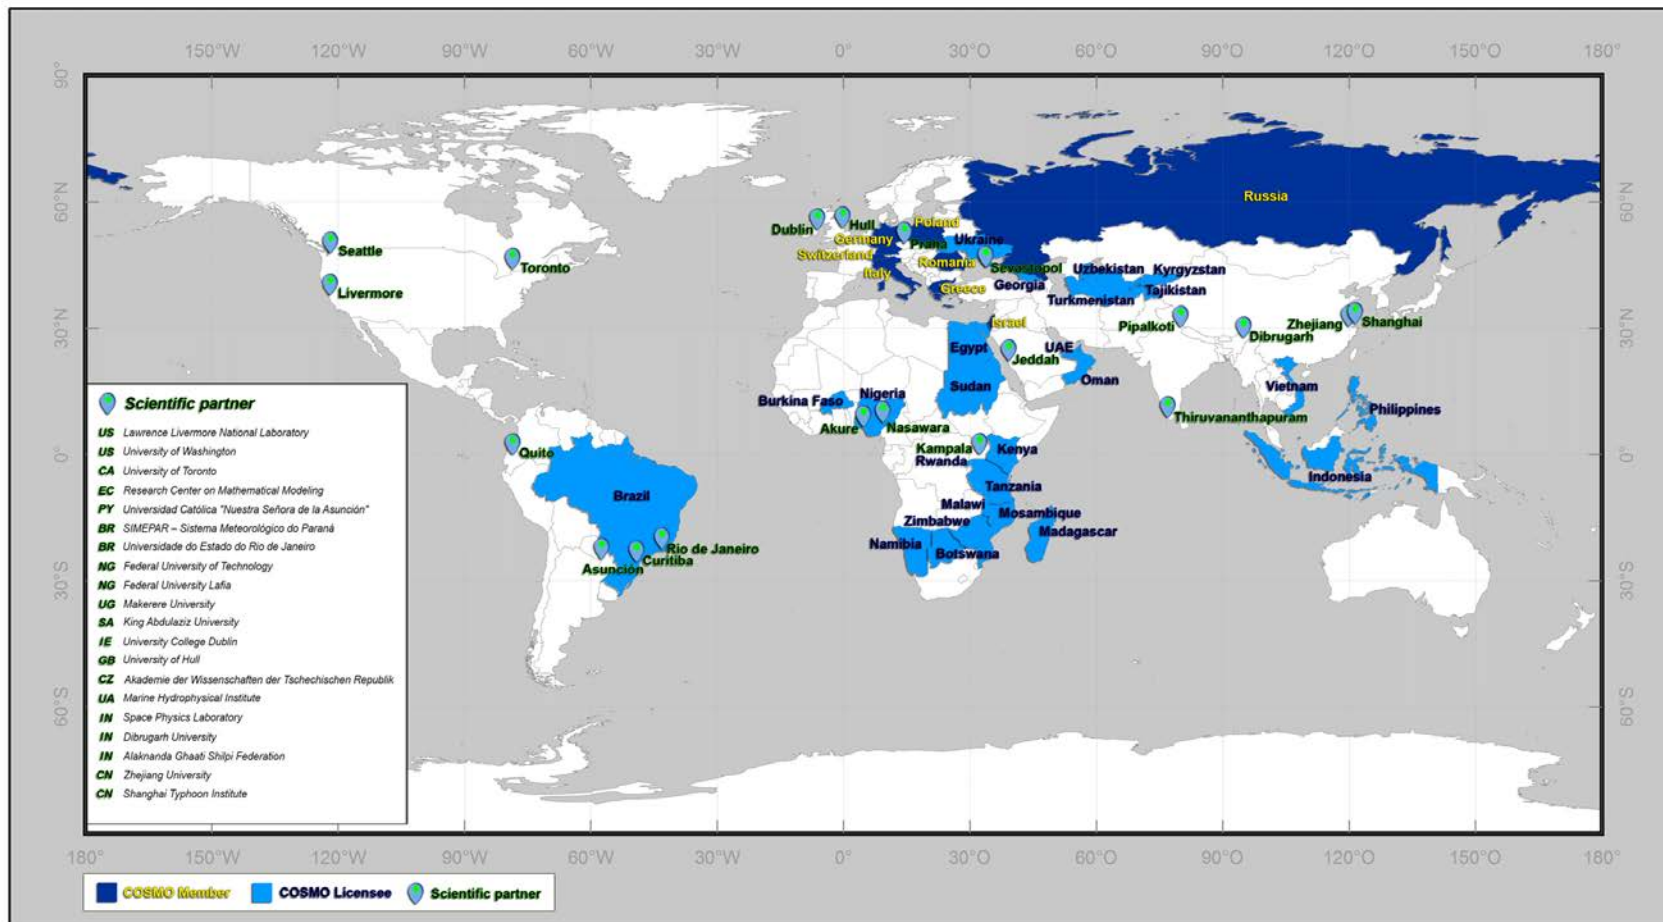 150°W 120°W 90°W 60°W 30°W 0° 30°O 60°O 90°O 120°O 150°O 180°
90°
60°N 60°N
30°N 30°N
0° 0°
30°S 30°S
60°S 60°S
Russia
Dublin
Hull
Poland
Germany
Praha
Ukraine
Switzerland
Romania
Sevastopol
Italy
Greece
Georgia
Uzbekistan
Kyrgyzstan
Turkmenistan
Tajikistan
Seattle
Toronto
Livermore
Israel
Pipalkoti
Dibrugarh
Zhejiang
Shanghai
Egypt
Jeddah
UAE
Oman
Sudan
Burkina Faso
Nigeria
Akure
Nasawara
Vietnam
Philippines
Thiruvananthapuram
Quito
Kampala
Kenya
Rwanda
Indonesia
Brazil
Tanzania
Malawi
Mosambique
Zimbabwe
Madagascar
Namibia
Botswana
Rio de Janeiro
Curitiba
Asunción
Scientific partner
US Lawrence Livermore National Laboratory
US University of Washington
CA University of Toronto
EC Research Center on Mathematical Modeling
PY Universidad Católica "Nuestra Señora de la Asunción"
BR SIMEPAR – Sistema Meteorológico do Paraná
BR Universidade do Estado do Rio de Janeiro
NG Federal University of Technology
NG Federal University Lafia
UG Makerere University
SA King Abdulaziz University
IE University College Dublin
GB University of Hull
CZ Akademie der Wissenschaften der Tschechischen Republik
UA Marine Hydrophysical Institute
IN Space Physics Laboratory
IN Dibrugarh University
IN Alaknanda Ghaati Shilpi Federation
CN Zhejiang University
CN Shanghai Typhoon Institute
180° 150°W 120°W 90°W 60°W 30°W 0° 30°O 60°O 90°O 120°O 150°O 180°
COSMO Member COSMO Licensee Scientific partner